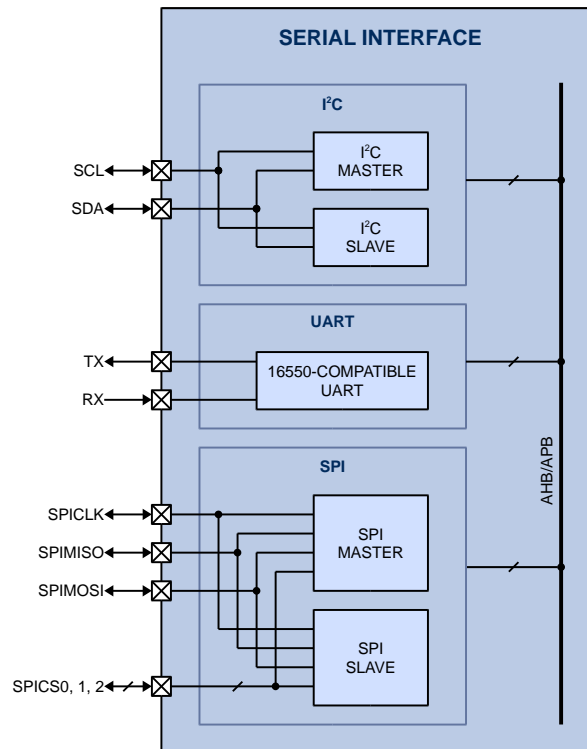 SERIAL INTERFACE
I²C
SCL
SDA
I²C
MASTER
I²C
SLAVE
UART
TX
RX
16550-COMPATIBLE
UART
SPI
SPICLK
SPIMISO
SPIMOSI
SPICS0, 1, 2
SPI
MASTER
SPI
SLAVE
AHB/APB